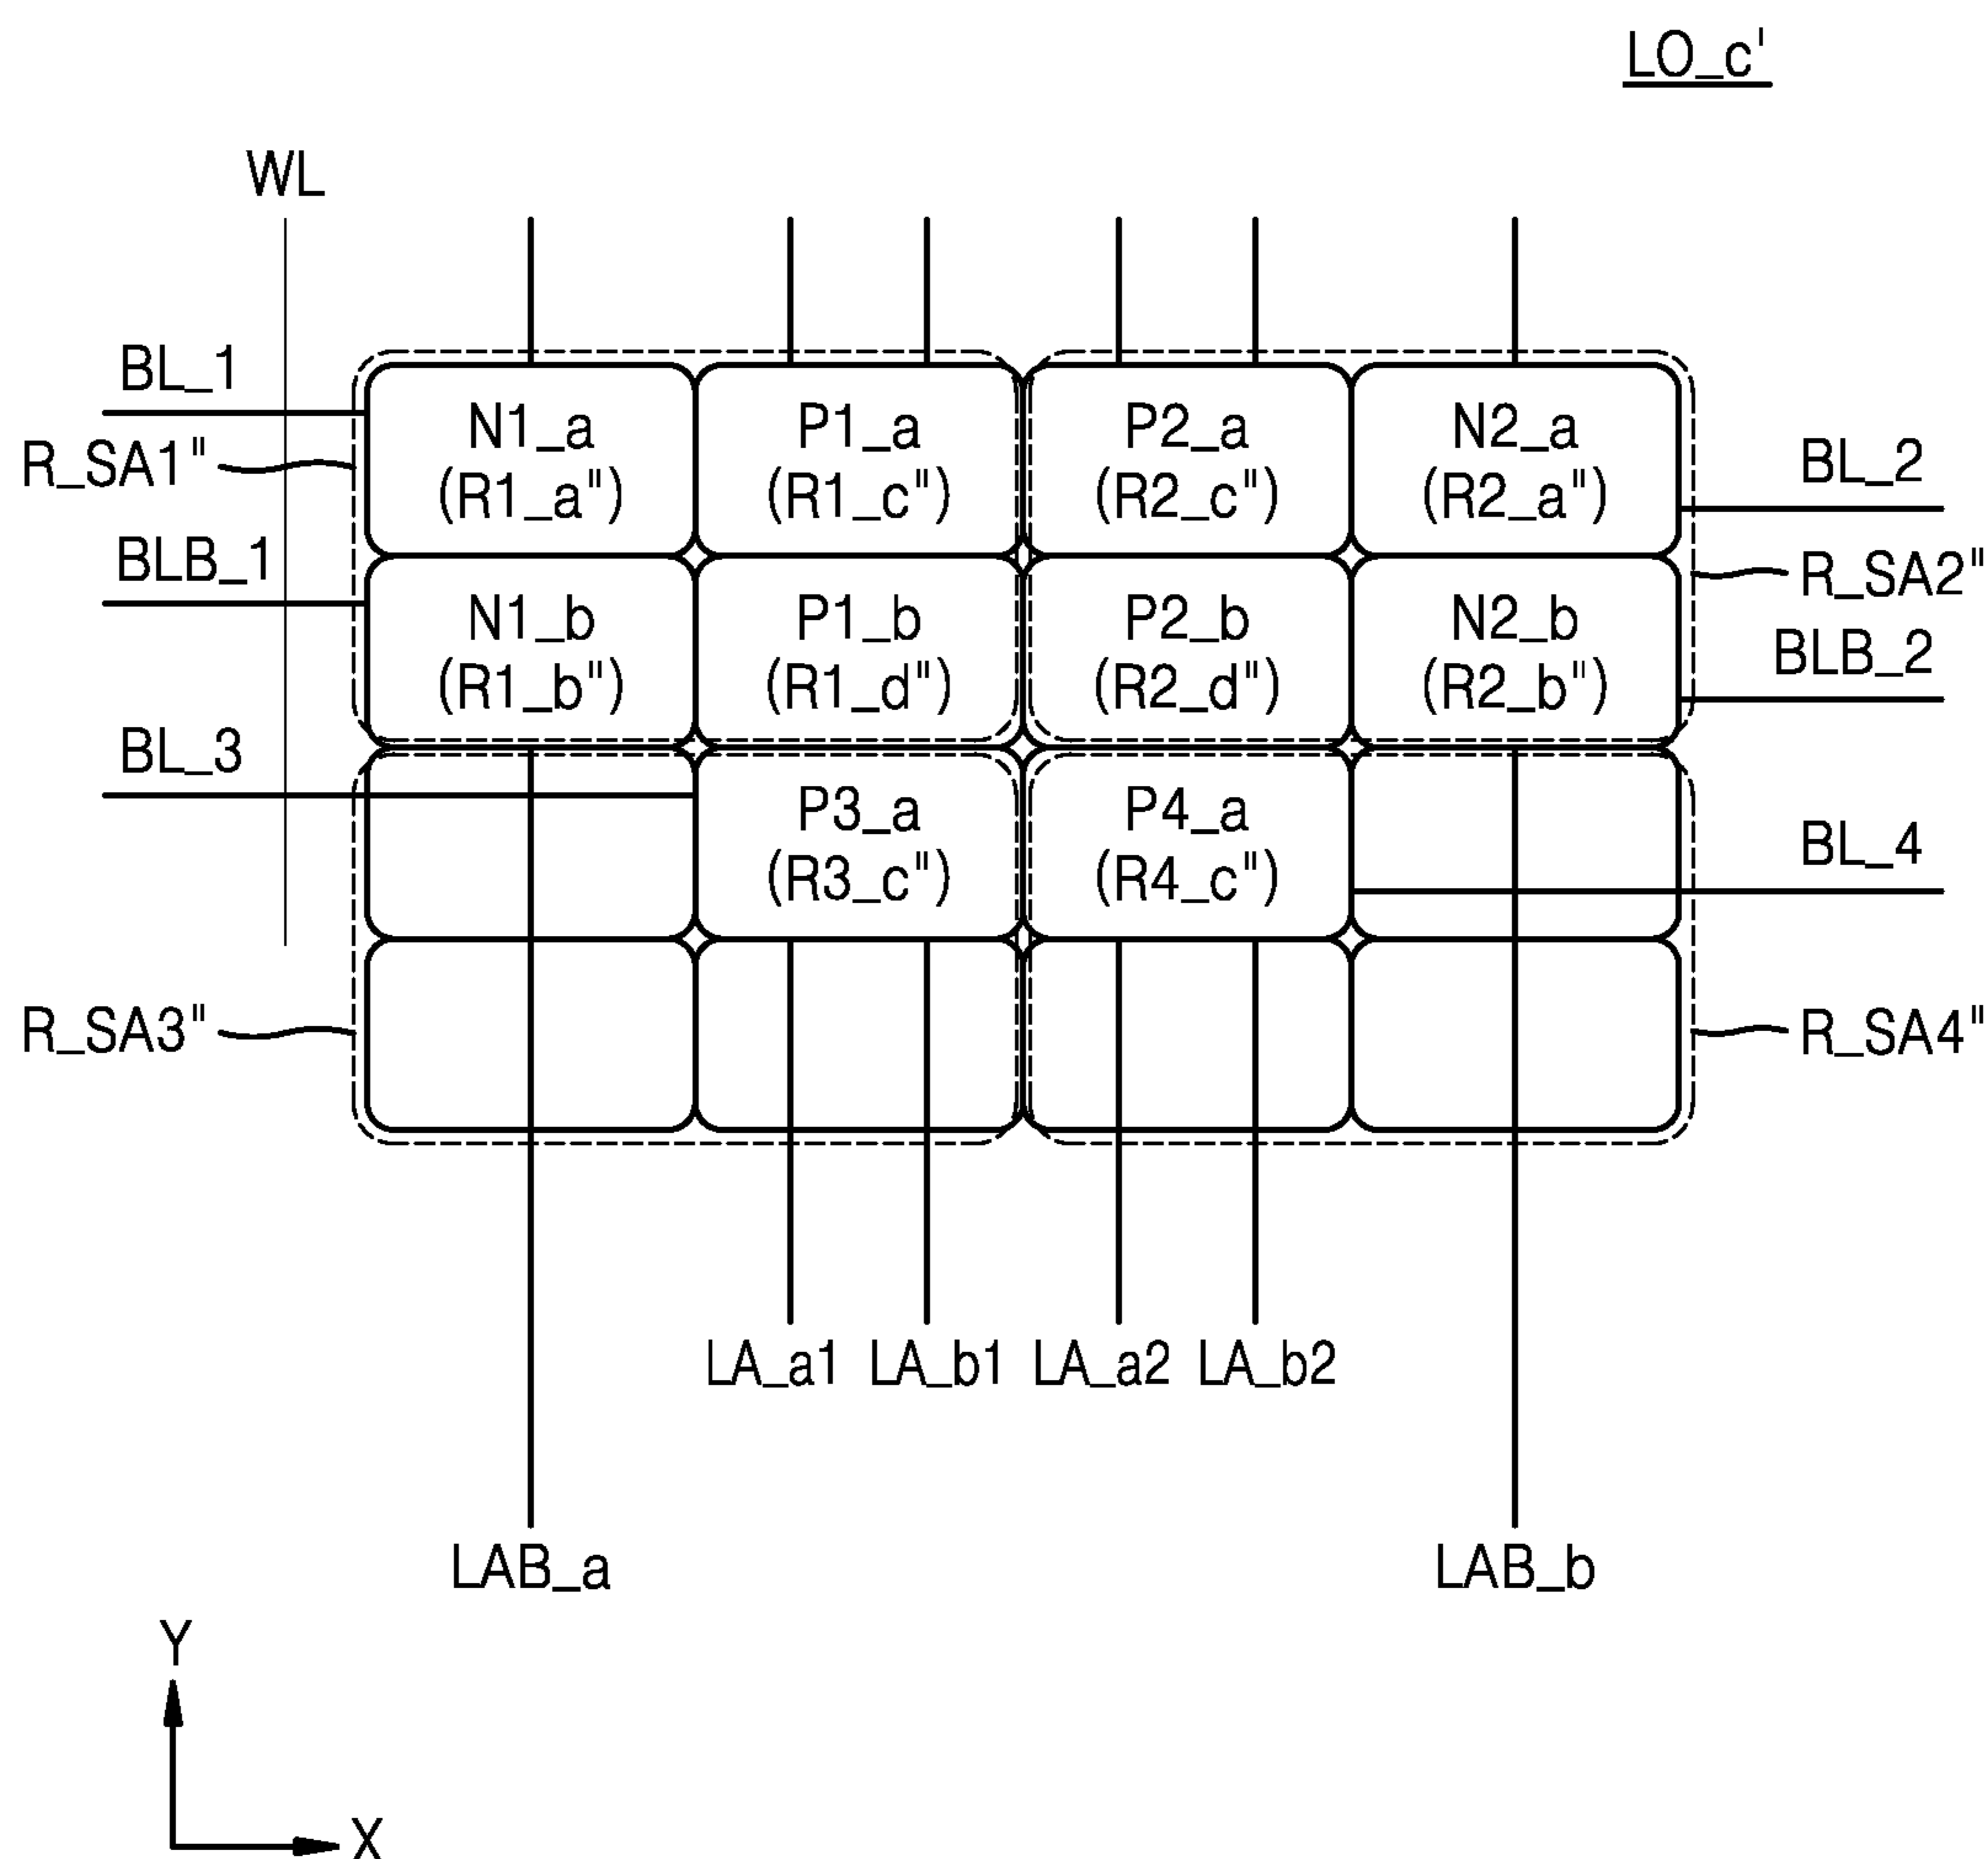 LO_c'
WL
BL_1
R_SA1"
BLB_1
BL_3
R_SA3"
N1_a
(R1_a")
P1_a
(R1_c")
P2_a
(R2_c")
N2_a
(R2_a")
N1_b
(R1_b")
P1_b
(R1_d")
P2_b
(R2_d")
N2_b
(R2_b")
P3_a
(R3_c")
P4_a
(R4_c")
BL_2
R_SA2"
BLB_2
BL_4
R_SA4"
LA_a1 LA_b1 LA_a2 LA_b2
LAB_a
LAB_b
Y
X